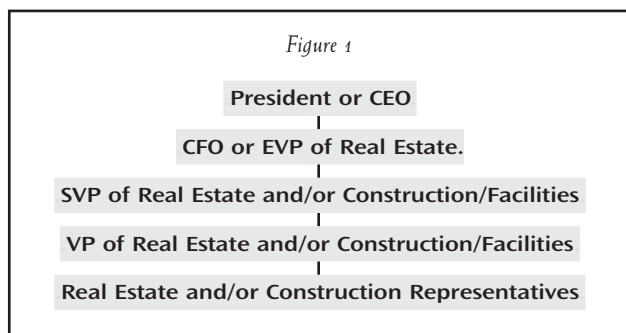 Figure 1
President or CEO
CFO or EVP of Real Estate.
SVP of Real Estate and/or Construction/Facilities
VP of Real Estate and/or Construction/Facilities
Real Estate and/or Construction Representatives